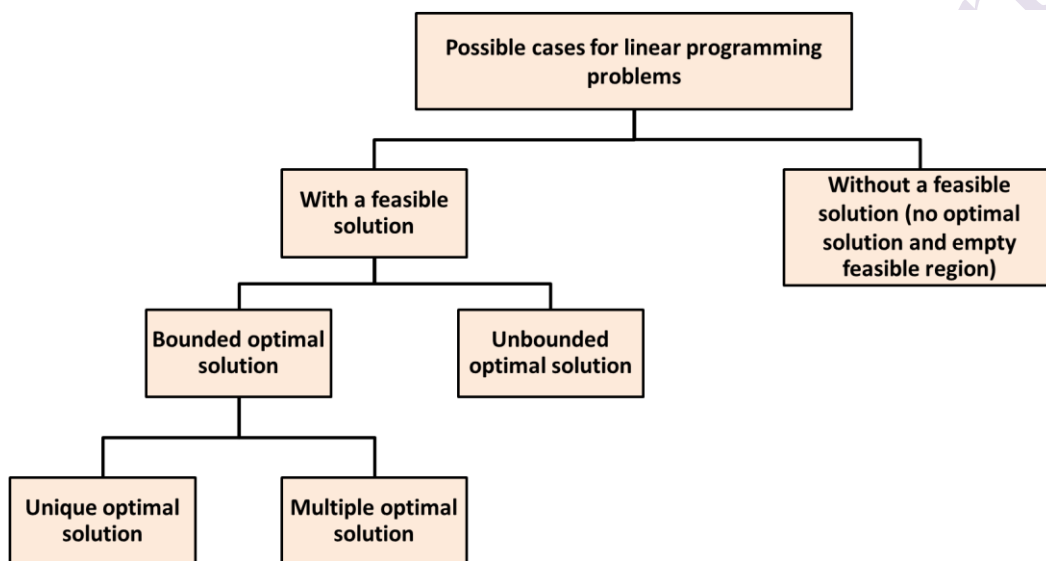 Possible cases for linear programming
problems
With a feasible
solution
Without a feasible
solution (no optimal
solution and empty
feasible region)
Bounded optimal
solution
Unbounded
optimal solution
Unique optimal
solution
Multiple optimal
solution